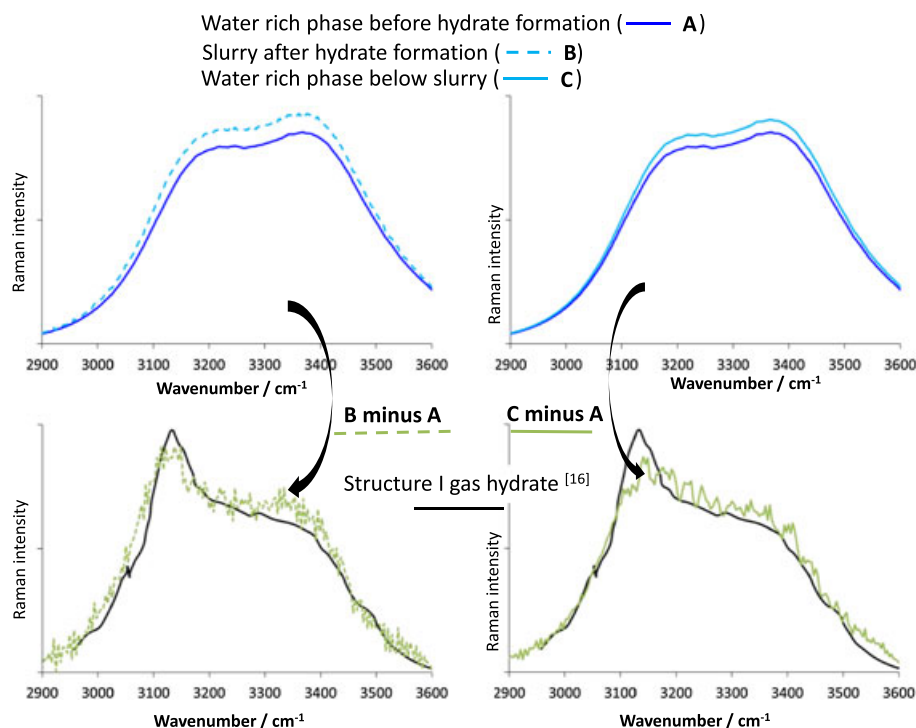 Water rich phase before hydrate formation ( A)
Slurry after hydrate formation ( B)
Water rich phase below slurry ( C)
Raman intensity
2900 3000 3100 3200 3300 3400 3500 3600
Wavenumber / cm-1
Raman intensity
2900 3000 3100 3200 3300 3400 3500 3600
Wavenumber / cm-1
B minus A
C minus A
Structure I gas hydrate [16]
Raman intensity
2900 3000 3100 3200 3300 3400 3500 3600
Wavenumber / cm-1
Raman intensity
2900 3000 3100 3200 3300 3400 3500 3600
Wavenumber / cm-1